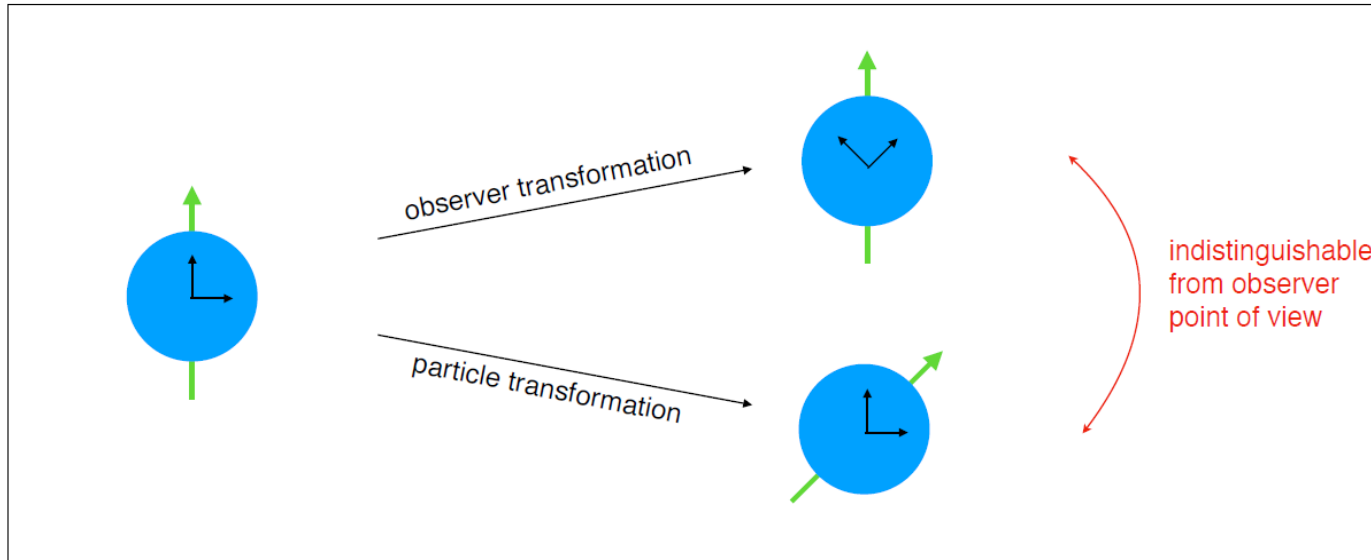 observer transformation
particle transformation
indistinguishable
from observer
point of view